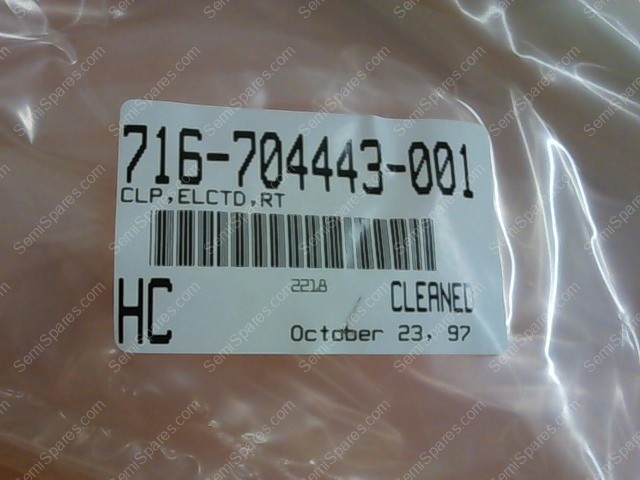 716-704443-001
CLP,ELCTD,RT
2218
HC CLEANED
October 23, 97
SemiSpares.com